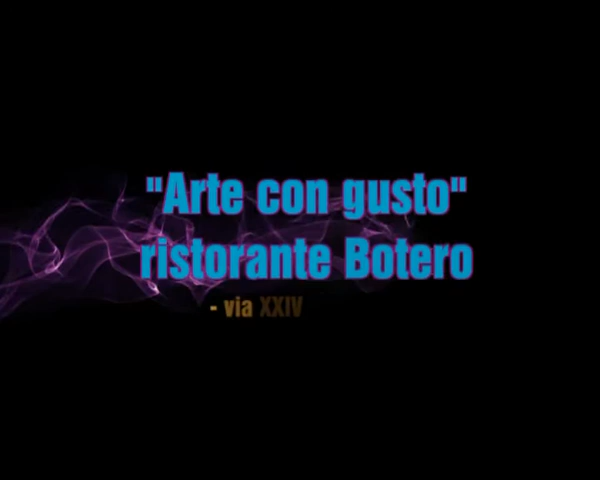 "Arte con gusto"
ristorante Botero
- via XXIV